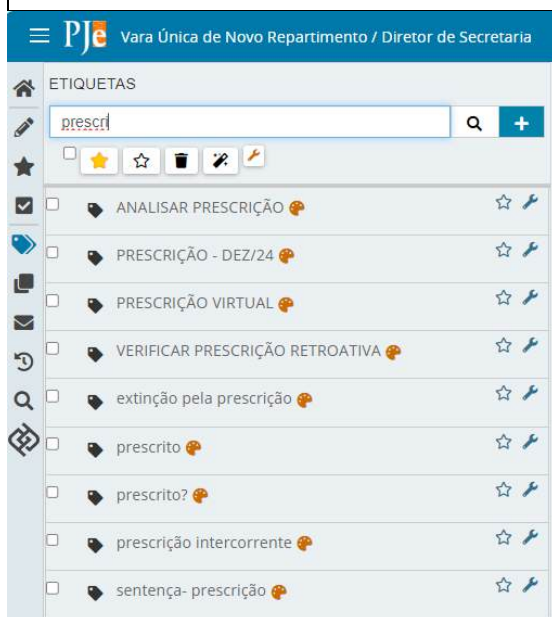 PJe Vara Única de Novo Repartimento / Diretor de Secretaria
ETIQUETAS
prescri
ANALISAR PRESCRIÇÃO
PRESCRIÇÃO - DEZ/24
PRESCRIÇÃO VIRTUAL
VERIFICAR PRESCRIÇÃO RETROATIVA
extinção pela prescrição
prescrito
prescrito?
prescrição intercorrente
sentença- prescrição